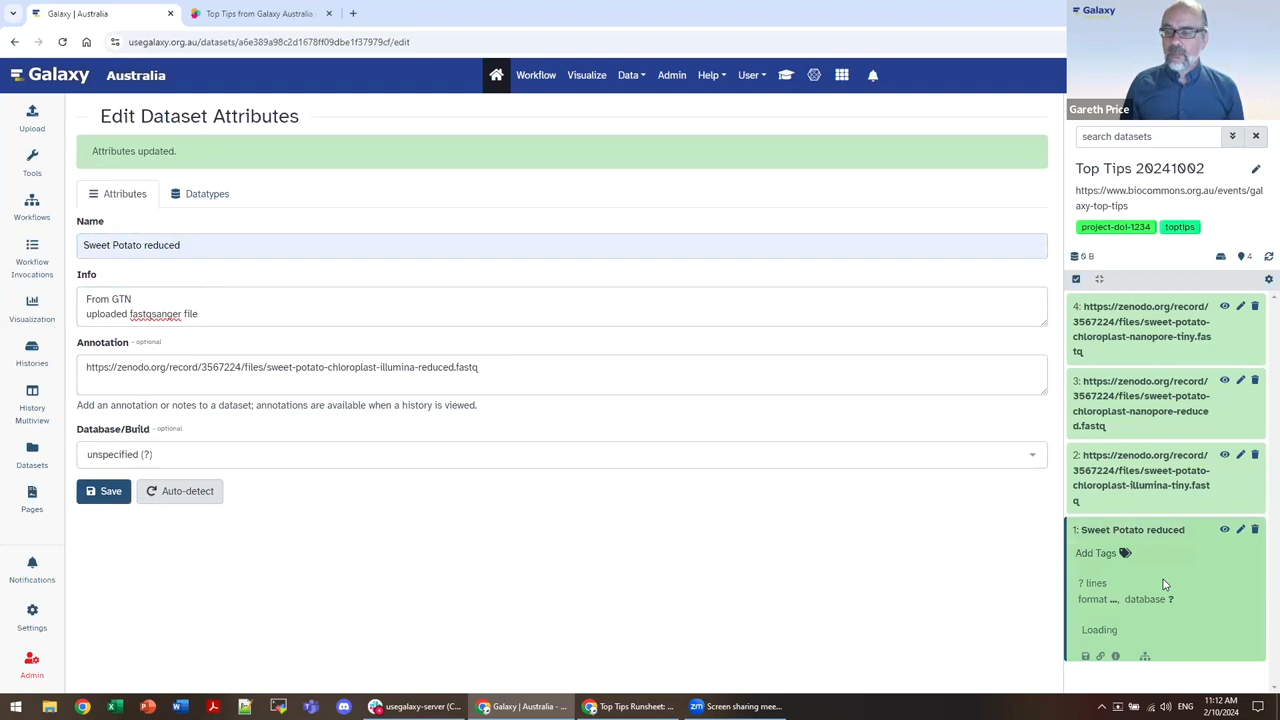 Galaxy | Australia
Top Tips from Galaxy Australia
usegalaxy.org.au/datasets/a6e389a98c2d1678ff09dbe1f37979cf/edit
Galaxy
Gareth Price
Galaxy Australia
Workflow
Visualize
Data
Admin
Help
User
Upload
Tools
Workflows
Workflow
Invocations
Visualization
Histories
History
Multiview
Datasets
Pages
Notifications
Settings
Admin
Edit Dataset Attributes
Attributes updated.
Attributes
Datatypes
Name
Sweet Potato reduced
Info
From GTN
uploaded fastqsanger file
Annotation - optional
https://zenodo.org/record/3567224/files/sweet-potato-chloroplast-illumina-reduced.fastq
Add an annotation or notes to a dataset; annotations are available when a history is viewed.
Database/Build - optional
unspecified (?)
Save
Auto-detect
search datasets
Top Tips 20241002
https://www.biocommons.org.au/events/gal
axy-top-tips
project-doi-1234
toptips
0 B
4
4: https://zenodo.org/record/
3567224/files/sweet-potato-
chloroplast-nanopore-tiny.fas
tq
3: https://zenodo.org/record/
3567224/files/sweet-potato-
chloroplast-nanopore-reduce
d.fastq
2: https://zenodo.org/record/
3567224/files/sweet-potato-
chloroplast-illumina-tiny.fast
q
1: Sweet Potato reduced
Add Tags
? lines
format ..., database ?
Loading
usegalaxy-server (C...
Galaxy | Australia - ...
Top Tips Runsheet: ...
Screen sharing mee...
ENG
11:12 AM
2/10/2024